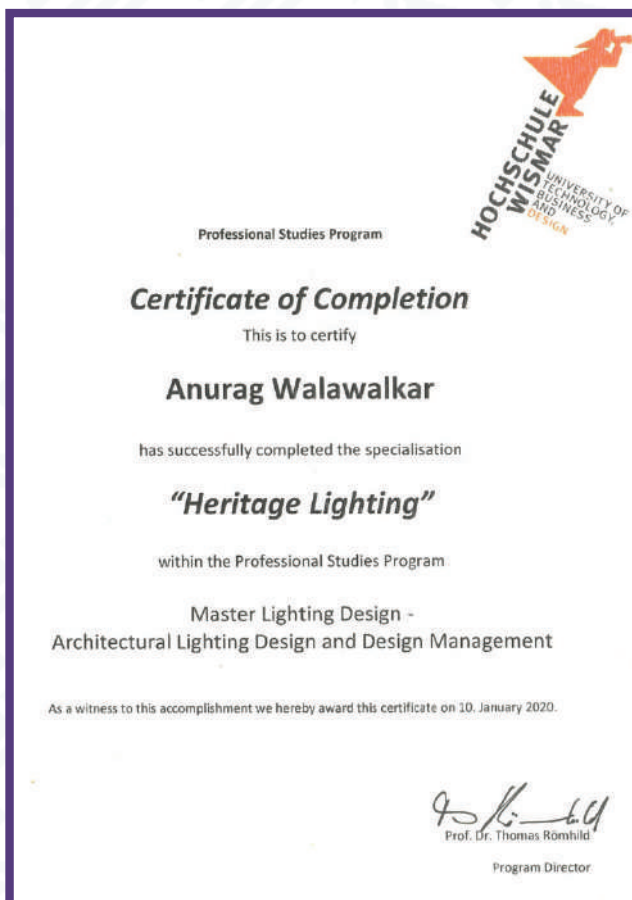 HOCHSCHULE
WISMAR
UNIVERSITY OF
TECHNOLOGY,
BUSINESS
AND
DESIGN
Professional Studies Program
Certificate of Completion
This is to certify
Anurag Walawalkar
has successfully completed the specialisation
“Heritage Lighting”
within the Professional Studies Program
Master Lighting Design -
Architectural Lighting Design and Design Management
As a witness to this accomplishment we hereby award this certificate on 10. January 2020.
Prof. Dr. Thomas Römhild
Program Director